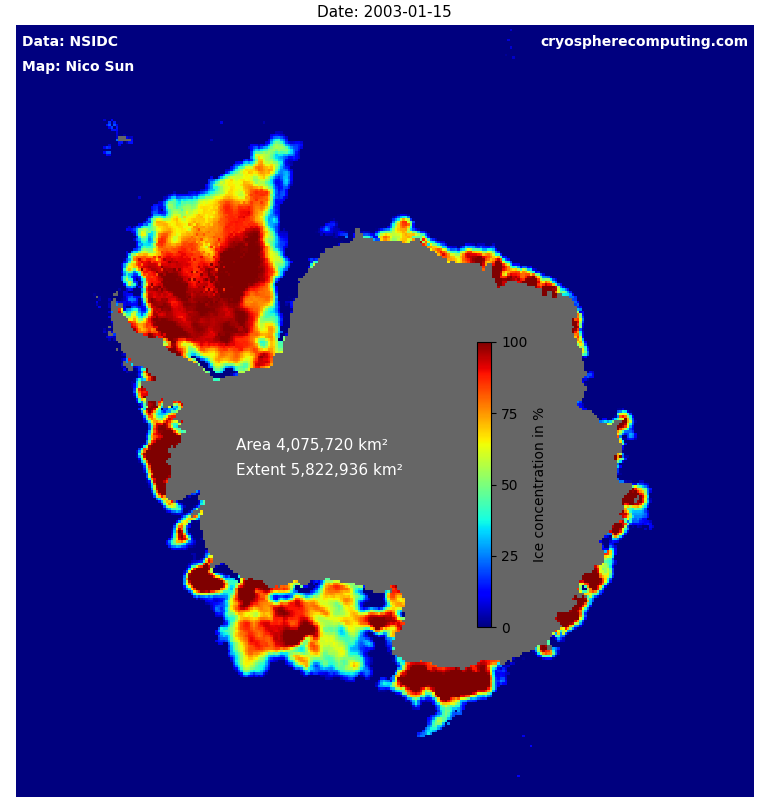 Date: 2003-01-15
Data: NSIDC
cryospherecomputing.com
Map: Nico Sun
100
75
50
25
0
Ice concentration in %
Area 4,075,720 km²
Extent 5,822,936 km²